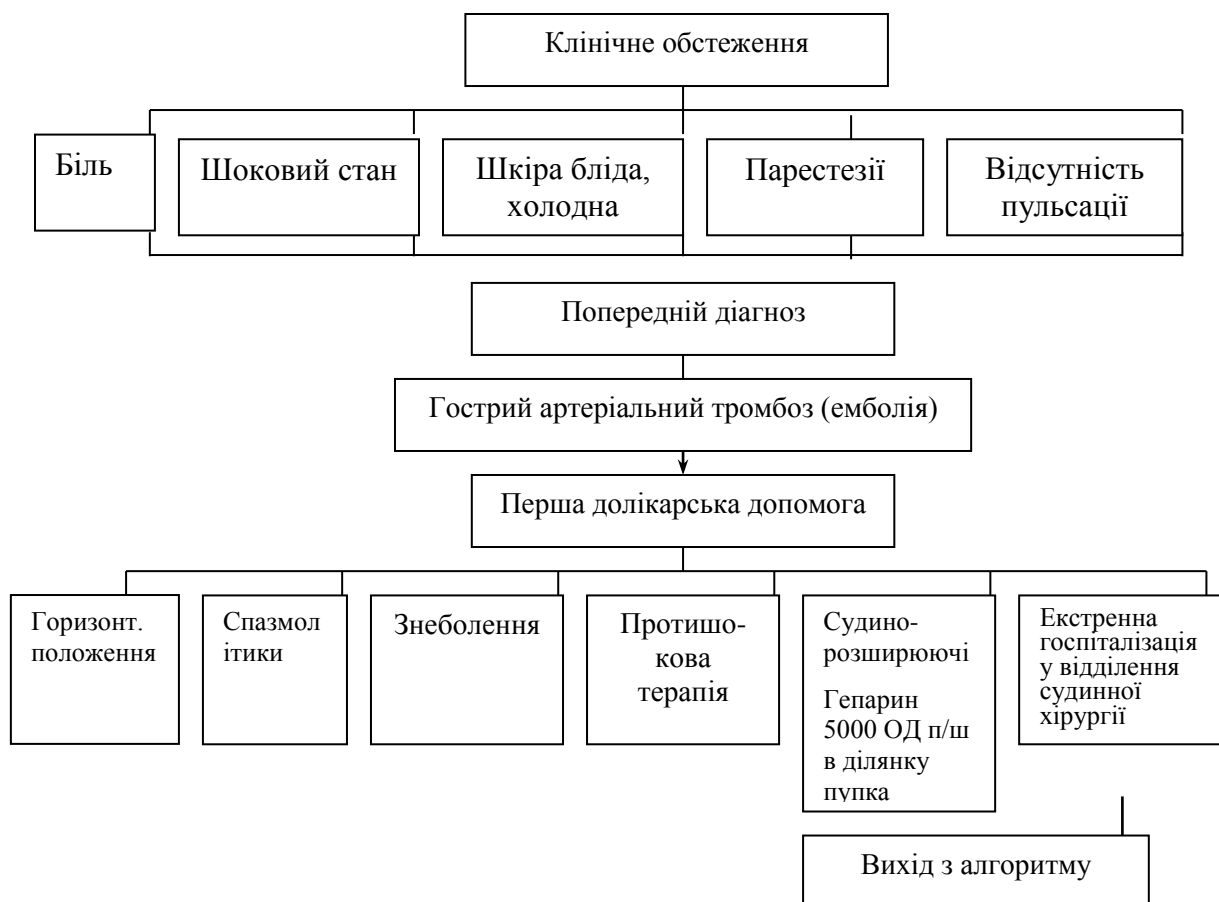 Клінічне обстеження
Біль
Шоковий стан
Шкіра бліда,
холодна
Парестезії
Відсутність
пульсації
Попередній діагноз
Гострий артеріальний тромбоз (емболія)
Перша долікарська допомога
Горизонт.
положення
Спазмол
ітики
Знеболення
Протишо-
кова
терапія
Судино-
розширюючі
Гепарин
5000 ОД п/ш
в ділянку
пупка
Екстренна
госпіталізація
у відділення
судинної
хірургії
Вихід з алгоритму